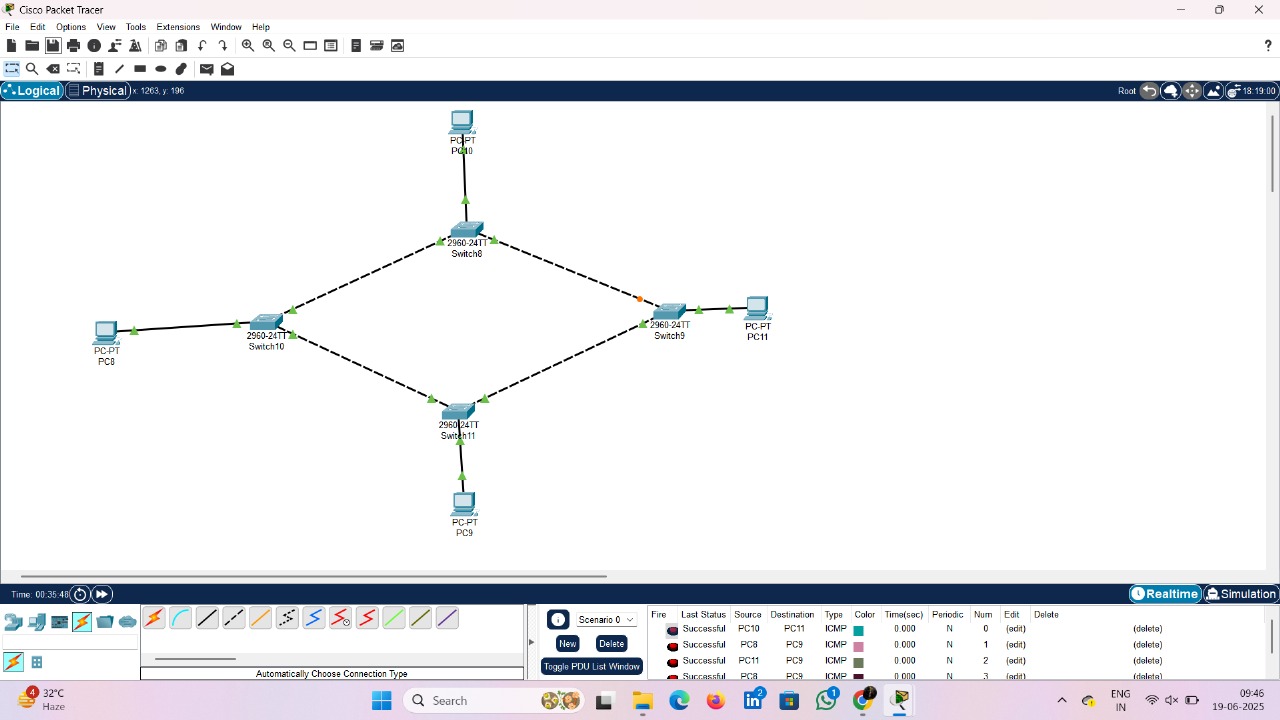 Cisco Packet Tracer
File Edit Options View Tools Extensions Window Help
Logical Physical x: 1263, y: 196 Root 18:19:00
PC-PT
PC10
2960-24TT
Switch8
2960-24TT
Switch9
PC-PT
PC11
2960-24TT
Switch10
PC-PT
PC8
2960-24TT
Switch11
PC-PT
PC9
Time: 00:35:48 Realtime Simulation
Scenario 0
New Delete
Toggle PDU List Window
Automatically Choose Connection Type
Fire Last Status Source Destination Type Color Time(sec) Periodic Num Edit Delete
Successful PC10 PC11 ICMP 0.000 N 0 (edit) (delete)
Successful PC8 PC9 ICMP 0.000 N 1 (edit) (delete)
Successful PC11 PC9 ICMP 0.000 N 2 (edit) (delete)
Successful PC8 PC9 ICMP 0.000 N 3 (edit) (delete)
4 32°C
Haze
Search
2
1
ENG
IN
09:46
19-06-2025